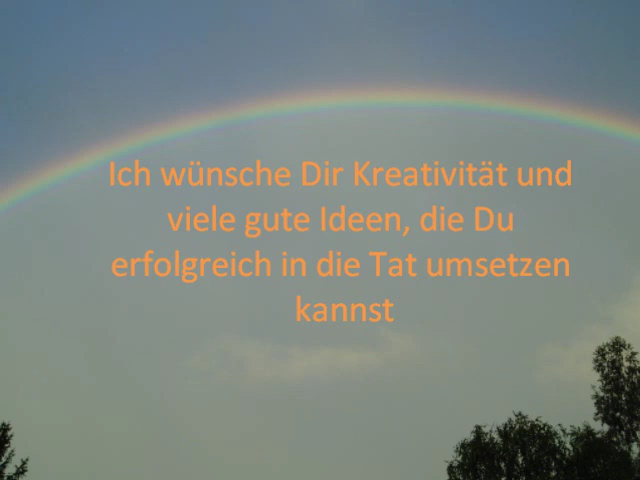 Ich wünsche Dir Kreativität und
viele gute Ideen, die Du
erfolgreich in die Tat umsetzen
kannst